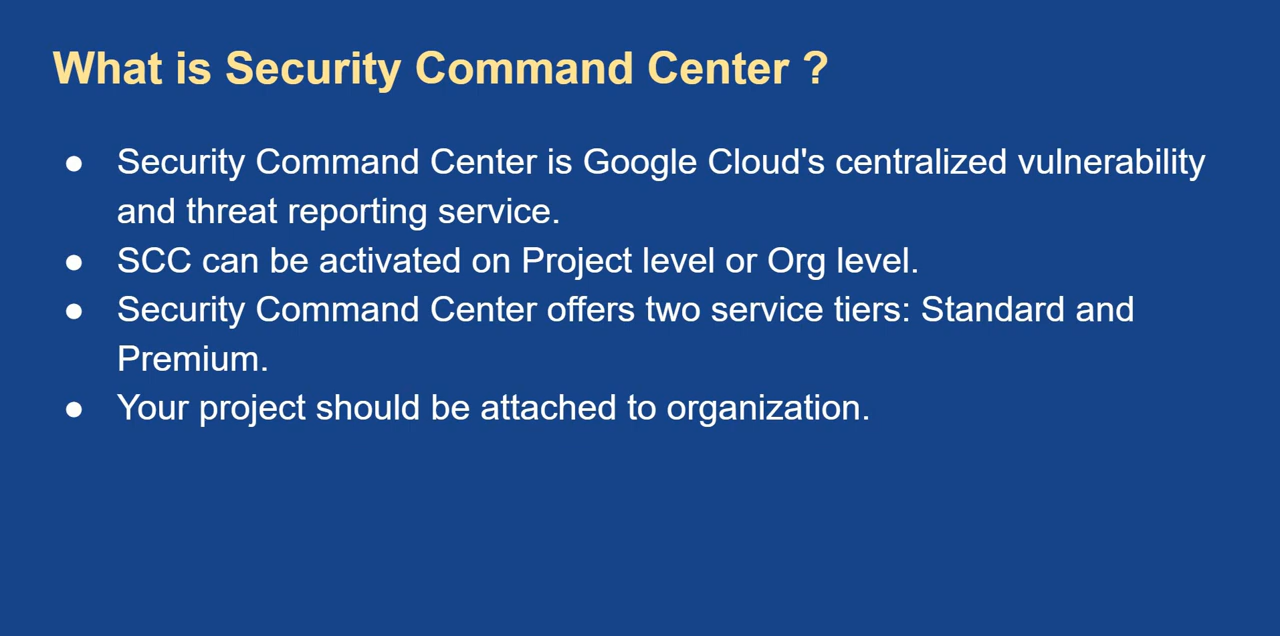 What is Security Command Center ?
● Security Command Center is Google Cloud's centralized vulnerability
and threat reporting service.
● SCC can be activated on Project level or Org level.
● Security Command Center offers two service tiers: Standard and
Premium.
● Your project should be attached to organization.